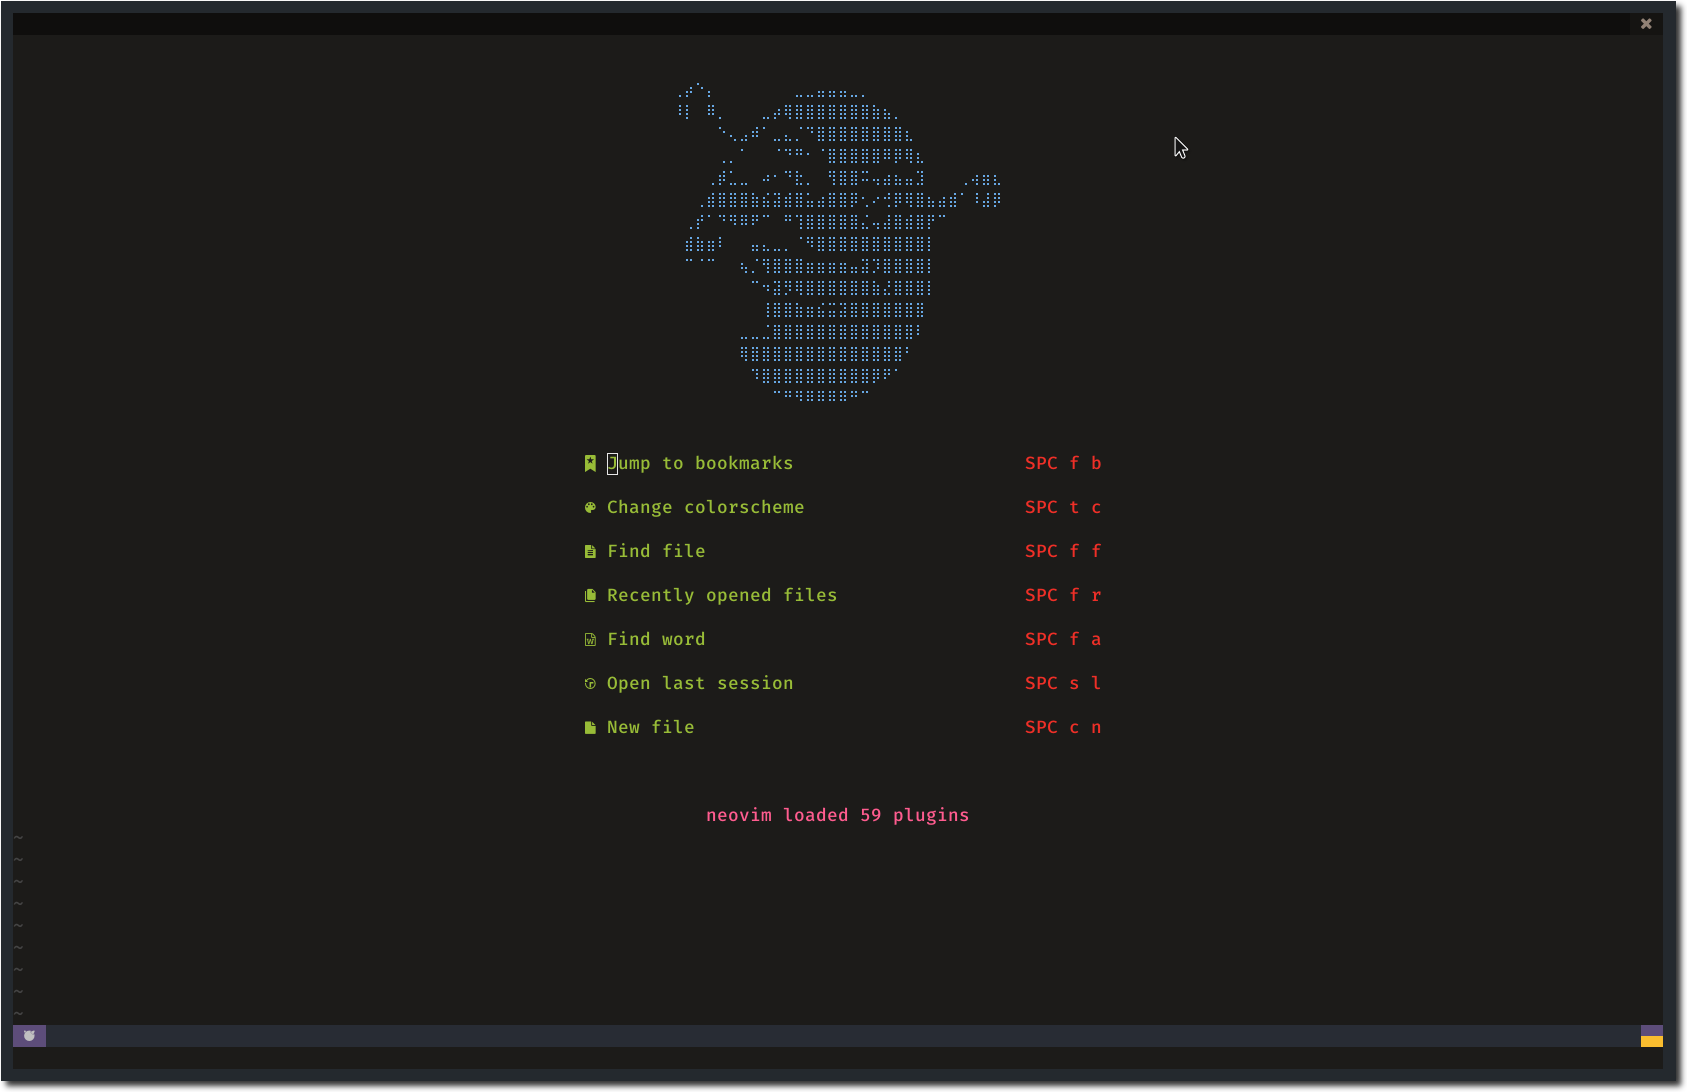 Jump to bookmarks SPC f b
Change colorscheme SPC t c
Find file SPC f f
Recently opened files SPC f r
Find word SPC f a
Open last session SPC s l
New file SPC c n
neovim loaded 59 plugins
~
~
~
~
~
~
~
~
~